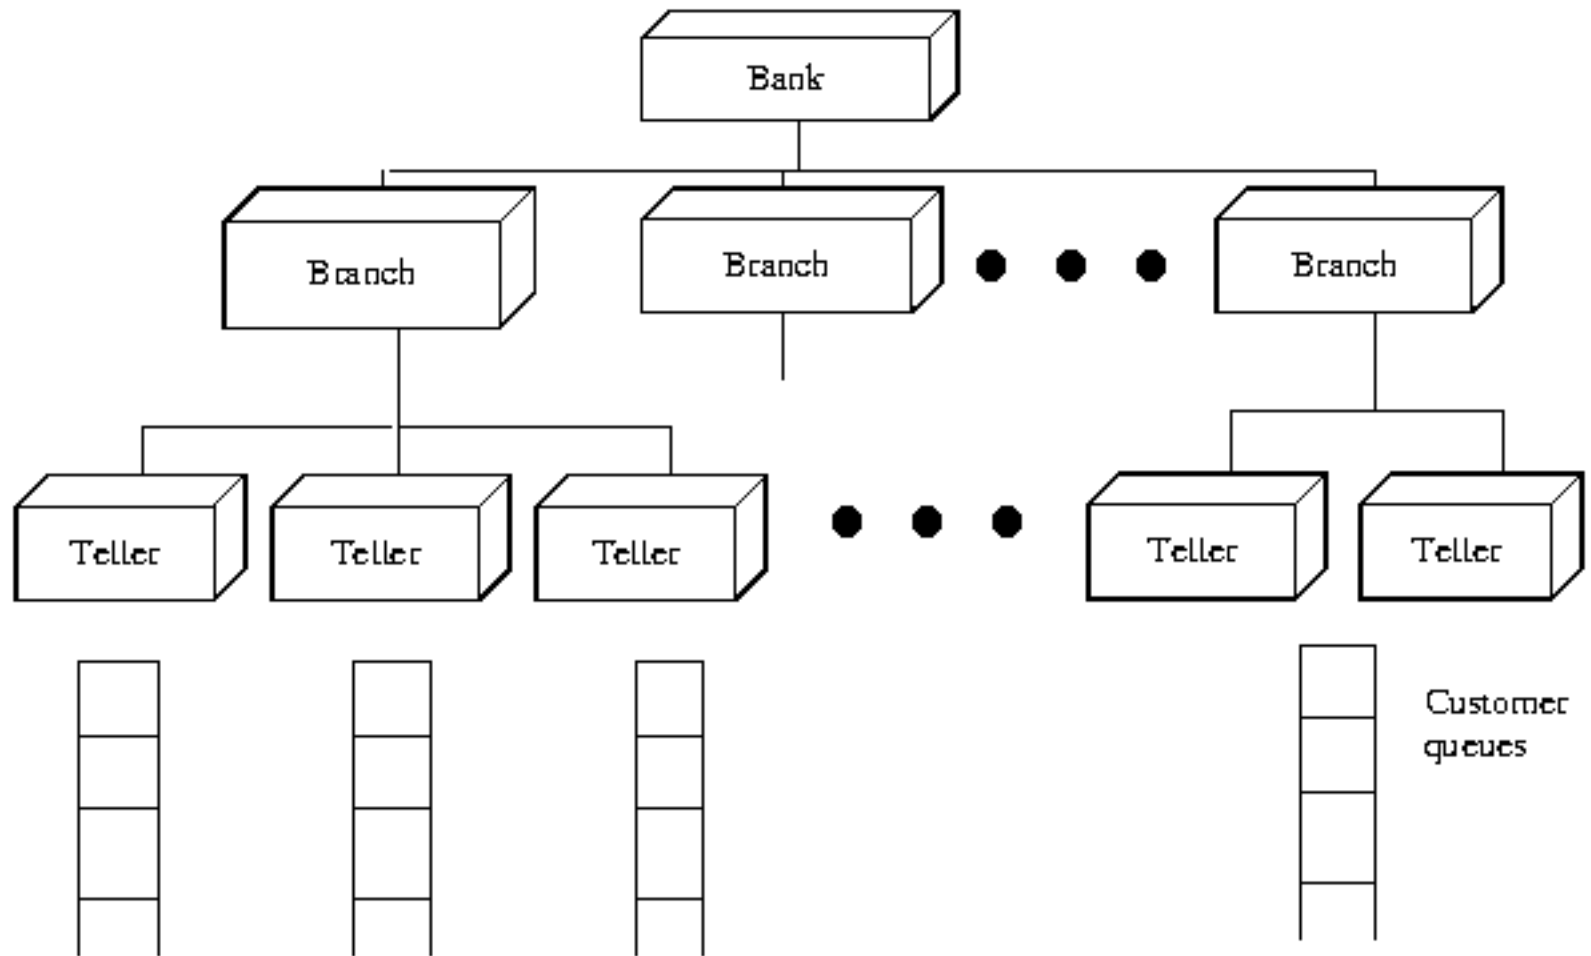 Bank
Branch
Branch
Branch
Teller
Teller
Teller
Teller
Teller
Customer
queues